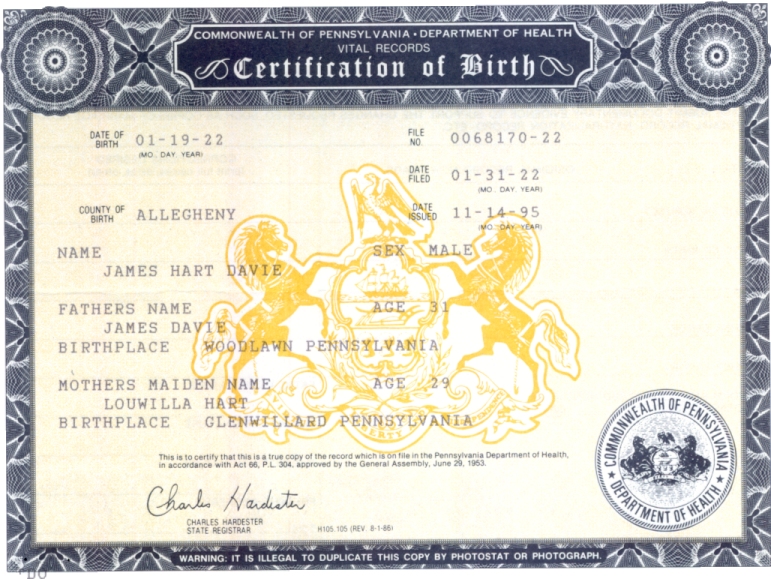 COMMONWEALTH OF PENNSYLVANIA • DEPARTMENT OF HEALTH
VITAL RECORDS
Certification of Birth
DATE OF BIRTH 01-19-22
(MO. DAY. YEAR)
FILE NO. 0068170-22
DATE FILED 01-31-22
(MO. DAY. YEAR)
COUNTY OF BIRTH ALLEGHENY
DATE ISSUED 11-14-95
(MO. DAY. YEAR)
NAME SEX MALE
JAMES HART DAVIE
FATHERS NAME AGE 31
JAMES DAVIE
BIRTHPLACE WOODLAWN PENNSYLVANIA
MOTHERS MAIDEN NAME AGE 29
LOUWILLA HART
BIRTHPLACE GLENWILLARD PENNSYLVANIA
This is to certify that this is a true copy of the record which is on file in the Pennsylvania Department of Health,
in accordance with Act 66, P.L. 304, approved by the General Assembly, June 29, 1953.
Charles Hardester
CHARLES HARDESTER
STATE REGISTRAR
H105.105 (REV. 8-1-86)
COMMONWEALTH OF PENNSYLVANIA
★ DEPARTMENT OF HEALTH ★
WARNING: IT IS ILLEGAL TO DUPLICATE THIS COPY BY PHOTOSTAT OR PHOTOGRAPH.